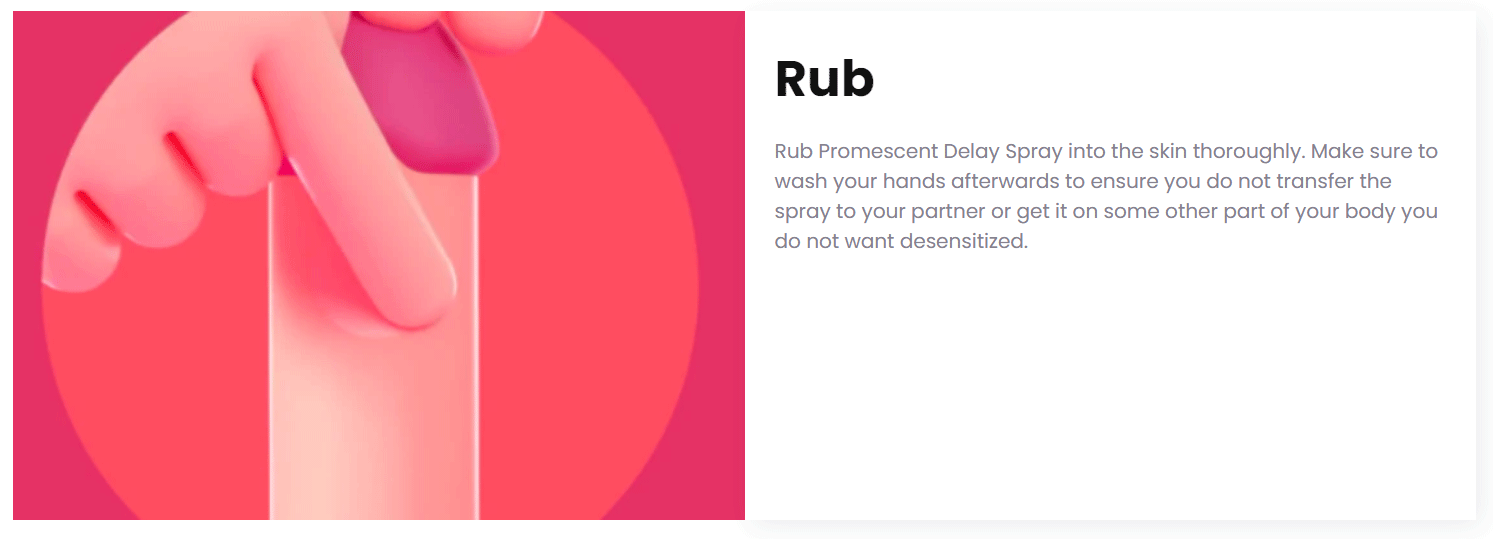 Rub
Rub Promescent Delay Spray into the skin thoroughly. Make sure to
wash your hands afterwards to ensure you do not transfer the
spray to your partner or get it on some other part of your body you
do not want desensitized.